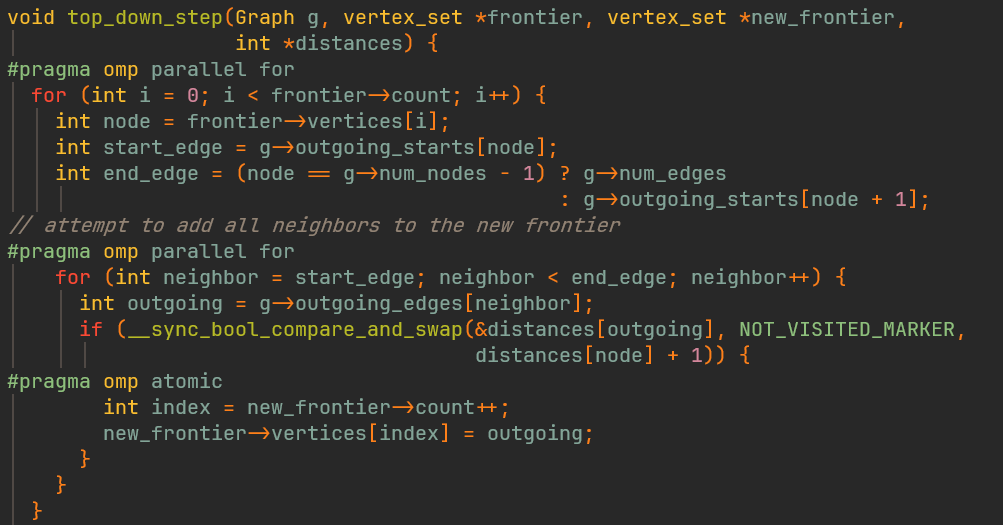 void top_down_step(Graph g, vertex_set *frontier, vertex_set *new_frontier,
                   int *distances) {
#pragma omp parallel for
  for (int i = 0; i < frontier->count; i++) {
    int node = frontier->vertices[i];
    int start_edge = g->outgoing_starts[node];
    int end_edge = (node == g->num_nodes - 1) ? g->num_edges
                                              : g->outgoing_starts[node + 1];
// attempt to add all neighbors to the new frontier
#pragma omp parallel for
    for (int neighbor = start_edge; neighbor < end_edge; neighbor++) {
      int outgoing = g->outgoing_edges[neighbor];
      if (__sync_bool_compare_and_swap(&distances[outgoing], NOT_VISITED_MARKER,
                                       distances[node] + 1)) {
#pragma omp atomic
        int index = new_frontier->count++;
        new_frontier->vertices[index] = outgoing;
      }
    }
  }